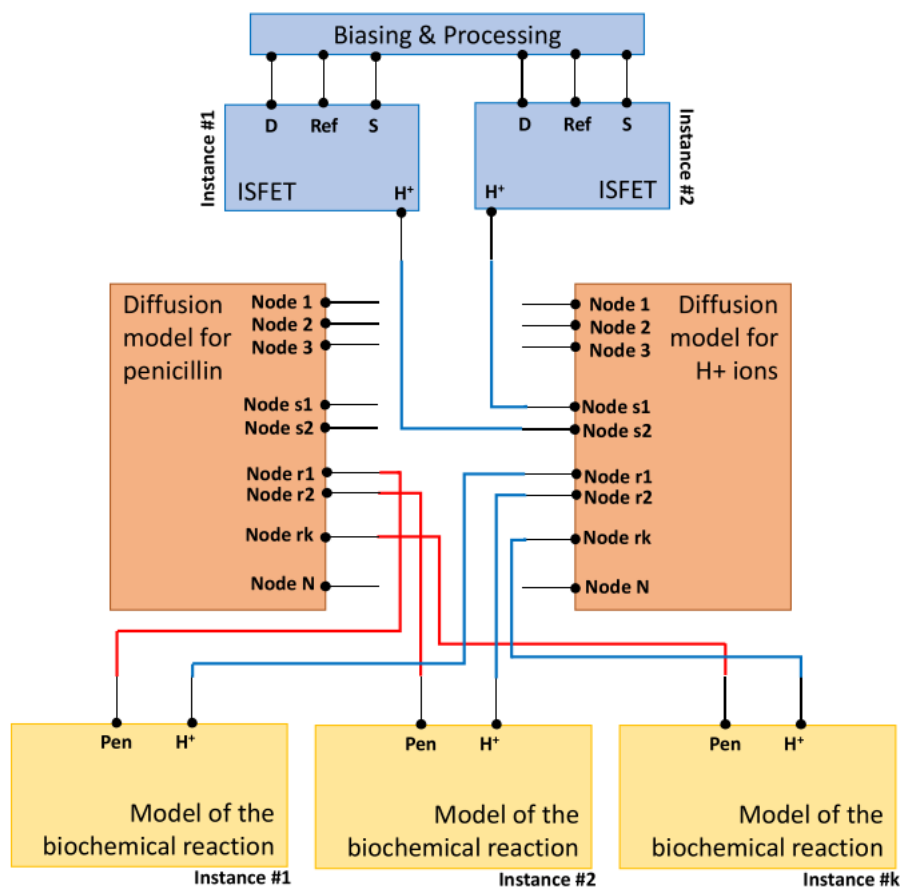 Biasing & Processing
Instance #1
D Ref S
ISFET
H⁺
D Ref S
H⁺
ISFET
Instance #2
Diffusion
model for
penicillin
Node 1
Node 2
Node 3
Node s1
Node s2
Node r1
Node r2
Node rk
Node N
Node 1
Node 2
Node 3
Node s1
Node s2
Node r1
Node r2
Node rk
Node N
Diffusion
model for
H+ ions
Pen H⁺
Model of the
biochemical reaction
Instance #1
Pen H⁺
Model of the
biochemical reaction
Instance #2
Pen H⁺
Model of the
biochemical reaction
Instance #k